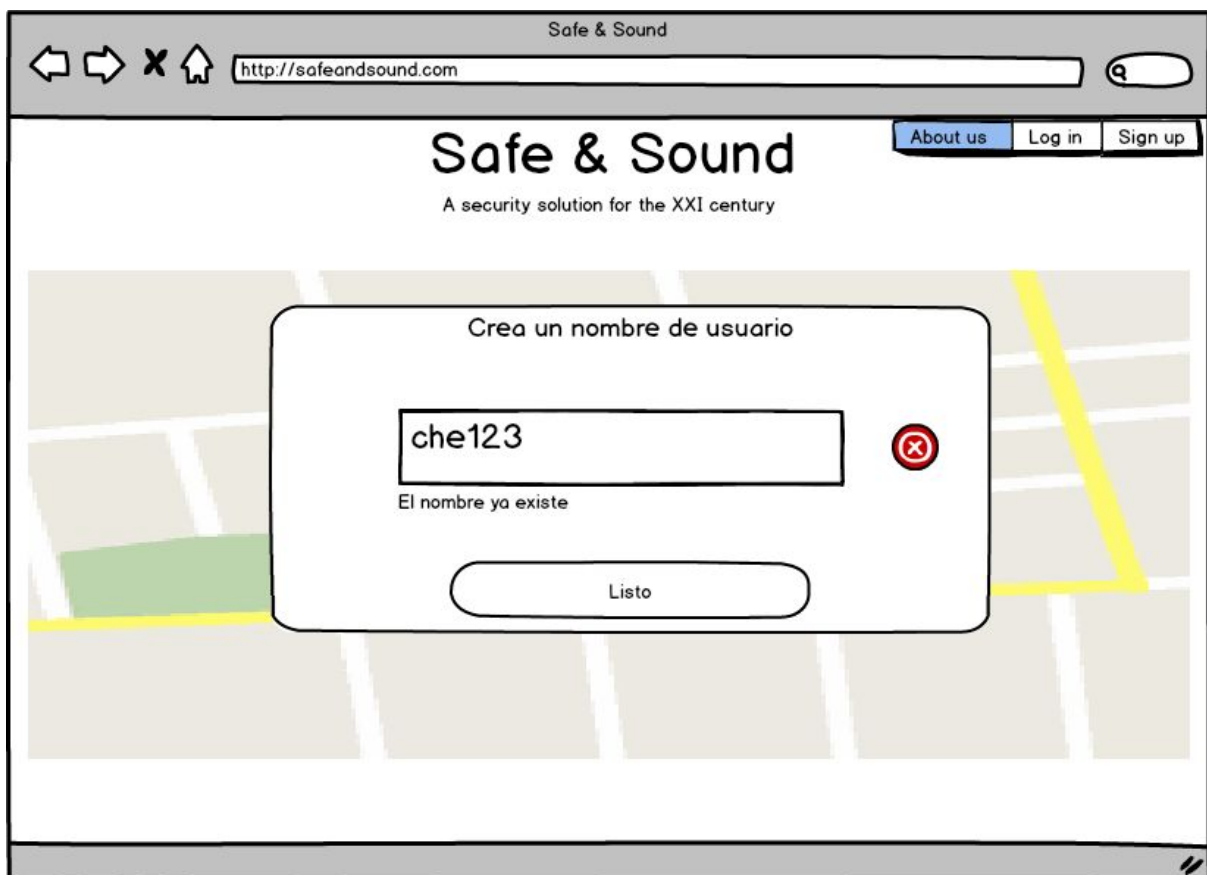 Safe & Sound
http://safeandsound.com
About us Log in Sign up
Safe & Sound
A security solution for the XXI century
Crea un nombre de usuario
che123
El nombre ya existe
Listo